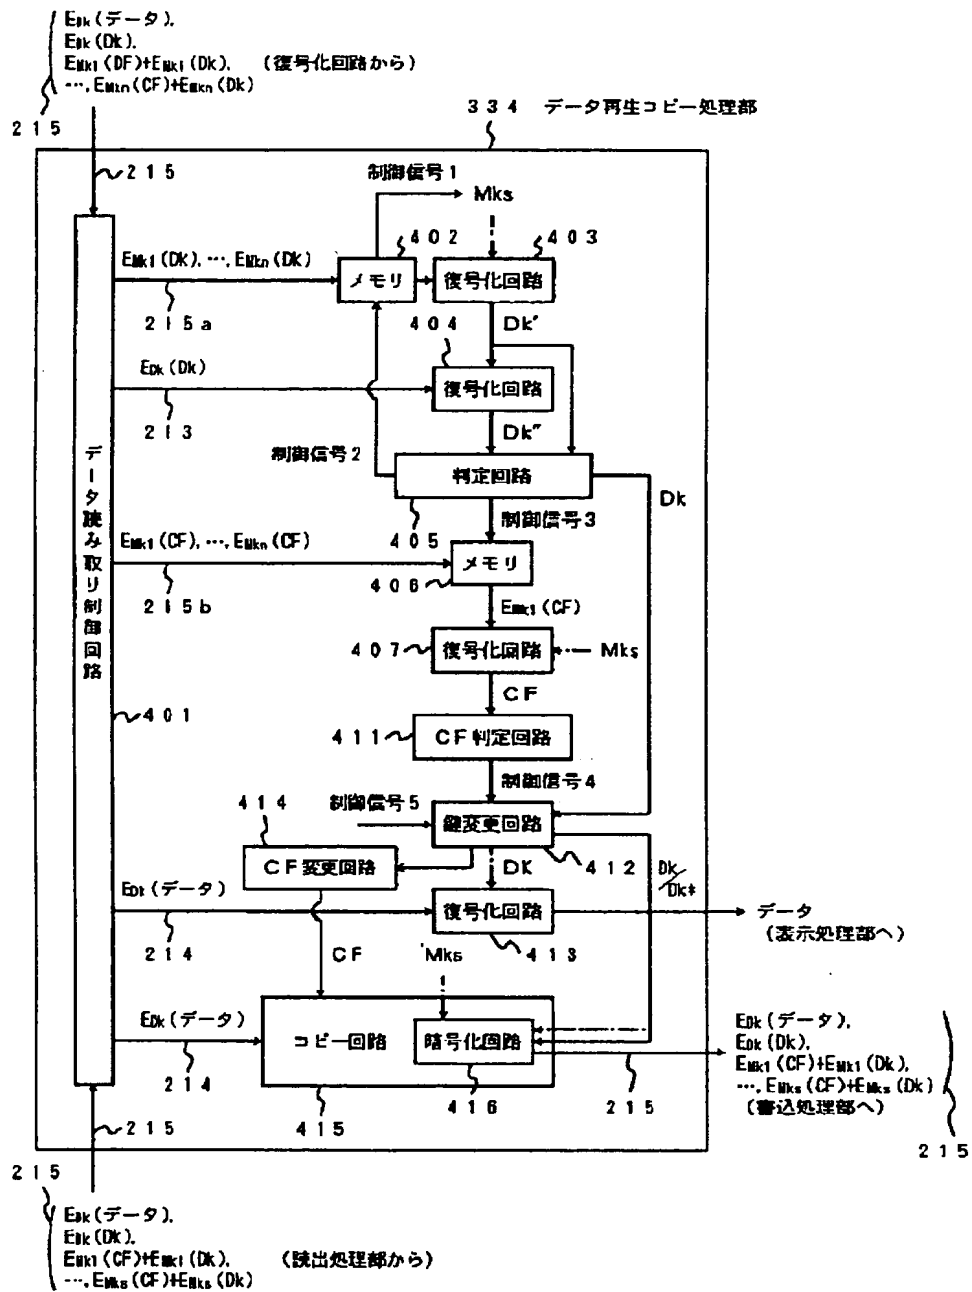 EDk(データ),
EDk(Dk),
EMk1(DF)+EMk1(Dk), (復号化回路から)
…,EMkn(CF)+EMkn(Dk)
215
334 データ再生コピー処理部
215
制御信号1
Mks
402
403
EMk1(Dk),…,EMkn(Dk)
メモリ
復号化回路
215a
404
Dk'
EDk(Dk)
復号化回路
213
Dk''
制御信号2
判定回路
Dk
データ読み取り制御回路
405
制御信号3
EMk1(CF),…,EMkn(CF)
メモリ
406
215b
EMk1(CF)
407
復号化回路
Mks
CF
401
411
CF判定回路
制御信号4
414
制御信号5
鍵変更回路
412
CF変更回路
DK
Dk/Dk*
EDk(データ)
復号化回路
データ
(表示処理部へ)
214
413
CF
Mks
EDk(データ)
コピー回路
暗号化回路
EDk(データ),
EDk(Dk),
EMk1(CF)+EMk1(Dk),
…,EMks(CF)+EMks(Dk)
(書込処理部へ)
214
416
215
415
215
215
215
EDk(データ),
EDk(Dk),
EMk1(CF)+EMk1(Dk), (読出処理部から)
…,EMks(CF)+EMks(Dk)